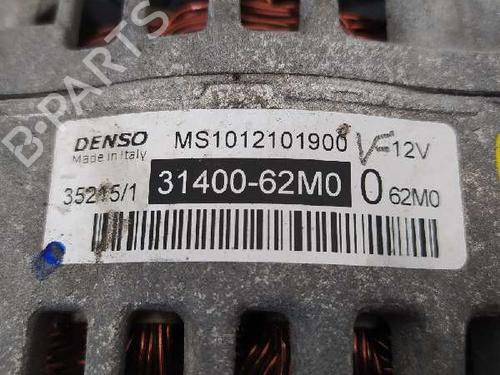 B-PARTS
DENSO MS1012101900 V- 12V
Made in Italy
35215/1 31400-62M0 0 62M0